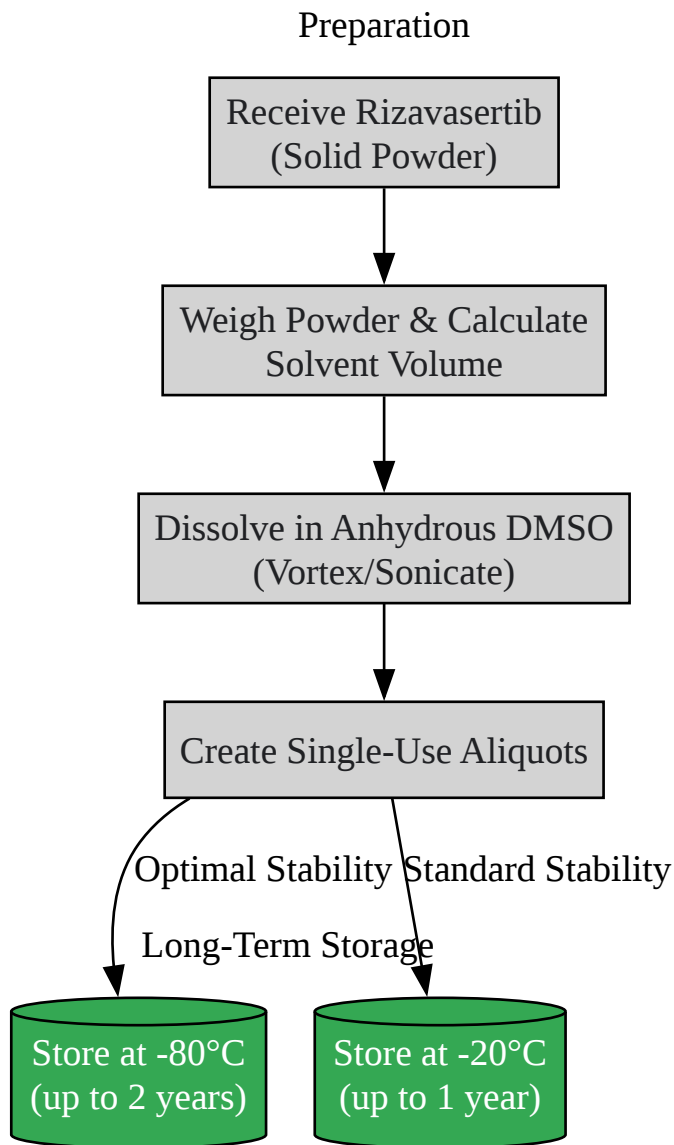 Preparation
Receive Rizavasertib
(Solid Powder)
Weigh Powder & Calculate
Solvent Volume
Dissolve in Anhydrous DMSO
(Vortex/Sonicate)
Create Single-Use Aliquots
Optimal Stability
Standard Stability
Long-Term Storage
Store at -80°C
(up to 2 years)
Store at -20°C
(up to 1 year)